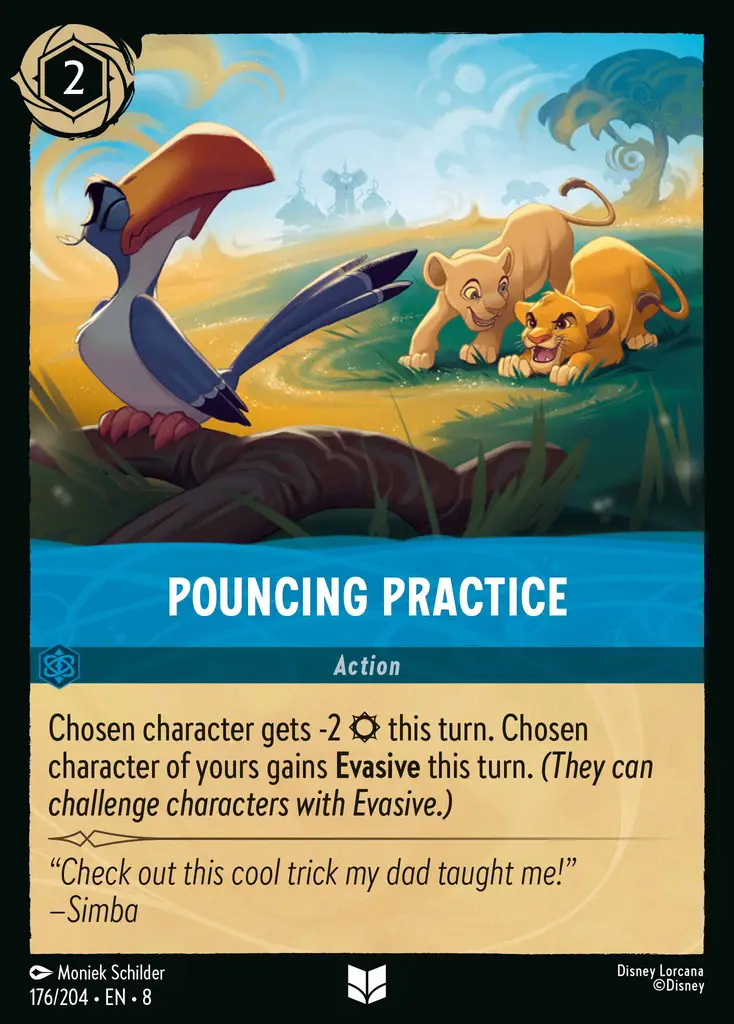 2
POUNCING PRACTICE
Action
Chosen character gets -2 this turn. Chosen
character of yours gains Evasive this turn. (They can
challenge characters with Evasive.)
“Check out this cool trick my dad taught me!”
–Simba
Moniek Schilder
176/204 • EN • 8
Disney Lorcana
©Disney